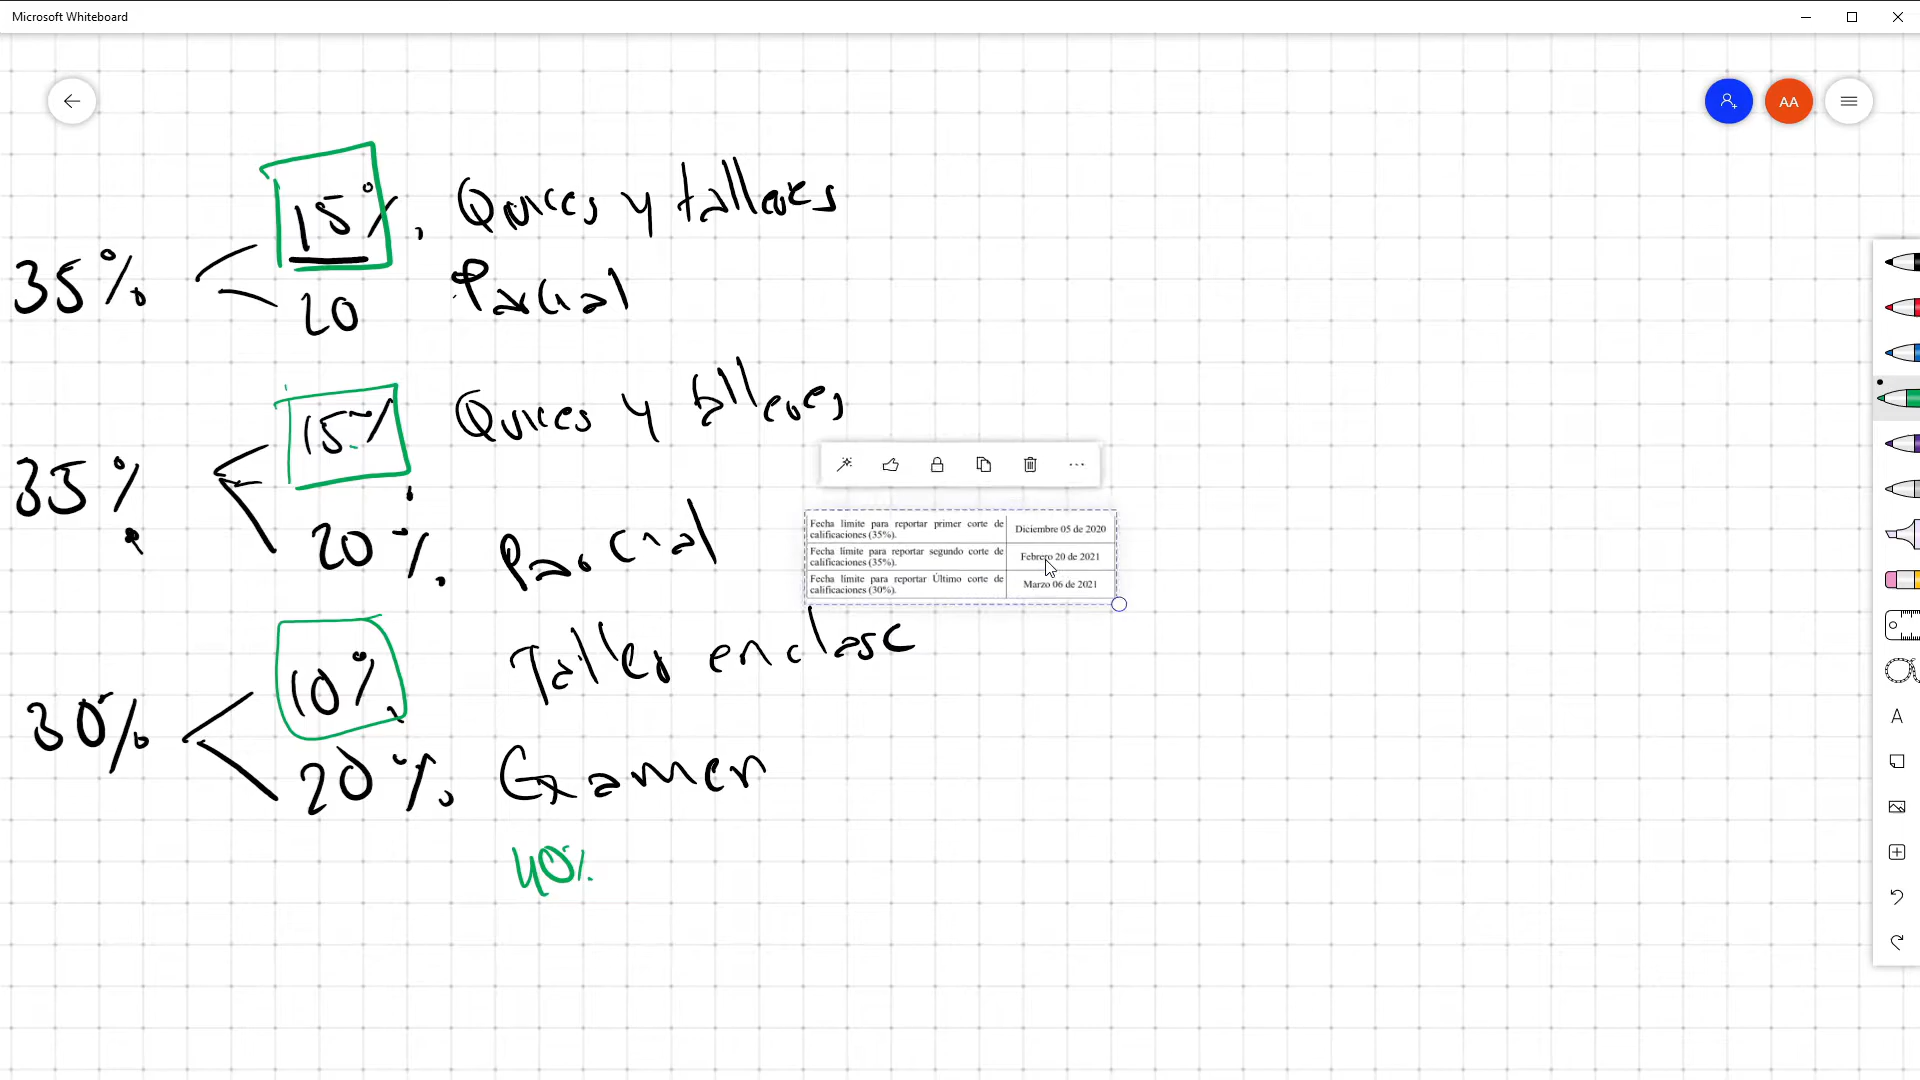 Microsoft Whiteboard
AA
15%. Quices y talleres
35%
20 Parcial
15% Quices y talleres
35%
20%. Parcial
Fecha límite para reportar primer corte de calificaciones (35%). Diciembre 05 de 2020
Fecha límite para reportar segundo corte de calificaciones (35%). Febrero 20 de 2021
Fecha límite para reportar Último corte de calificaciones (30%). Marzo 06 de 2021
10%. Taller en clase
30%
20%. Examen
40%.
A